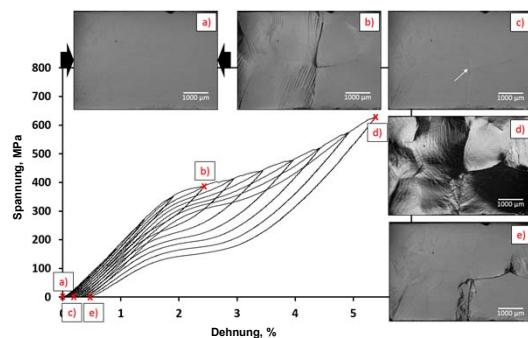 a)
1000 µm
b)
1000 µm
c)
1000 µm
Spannung, MPa
800
700
600
500
400
300
200
100
0
d)
1000 µm
b)
d)
a)
c)
e)
e)
1000 µm
0
1
2
3
4
5
Dehnung, %